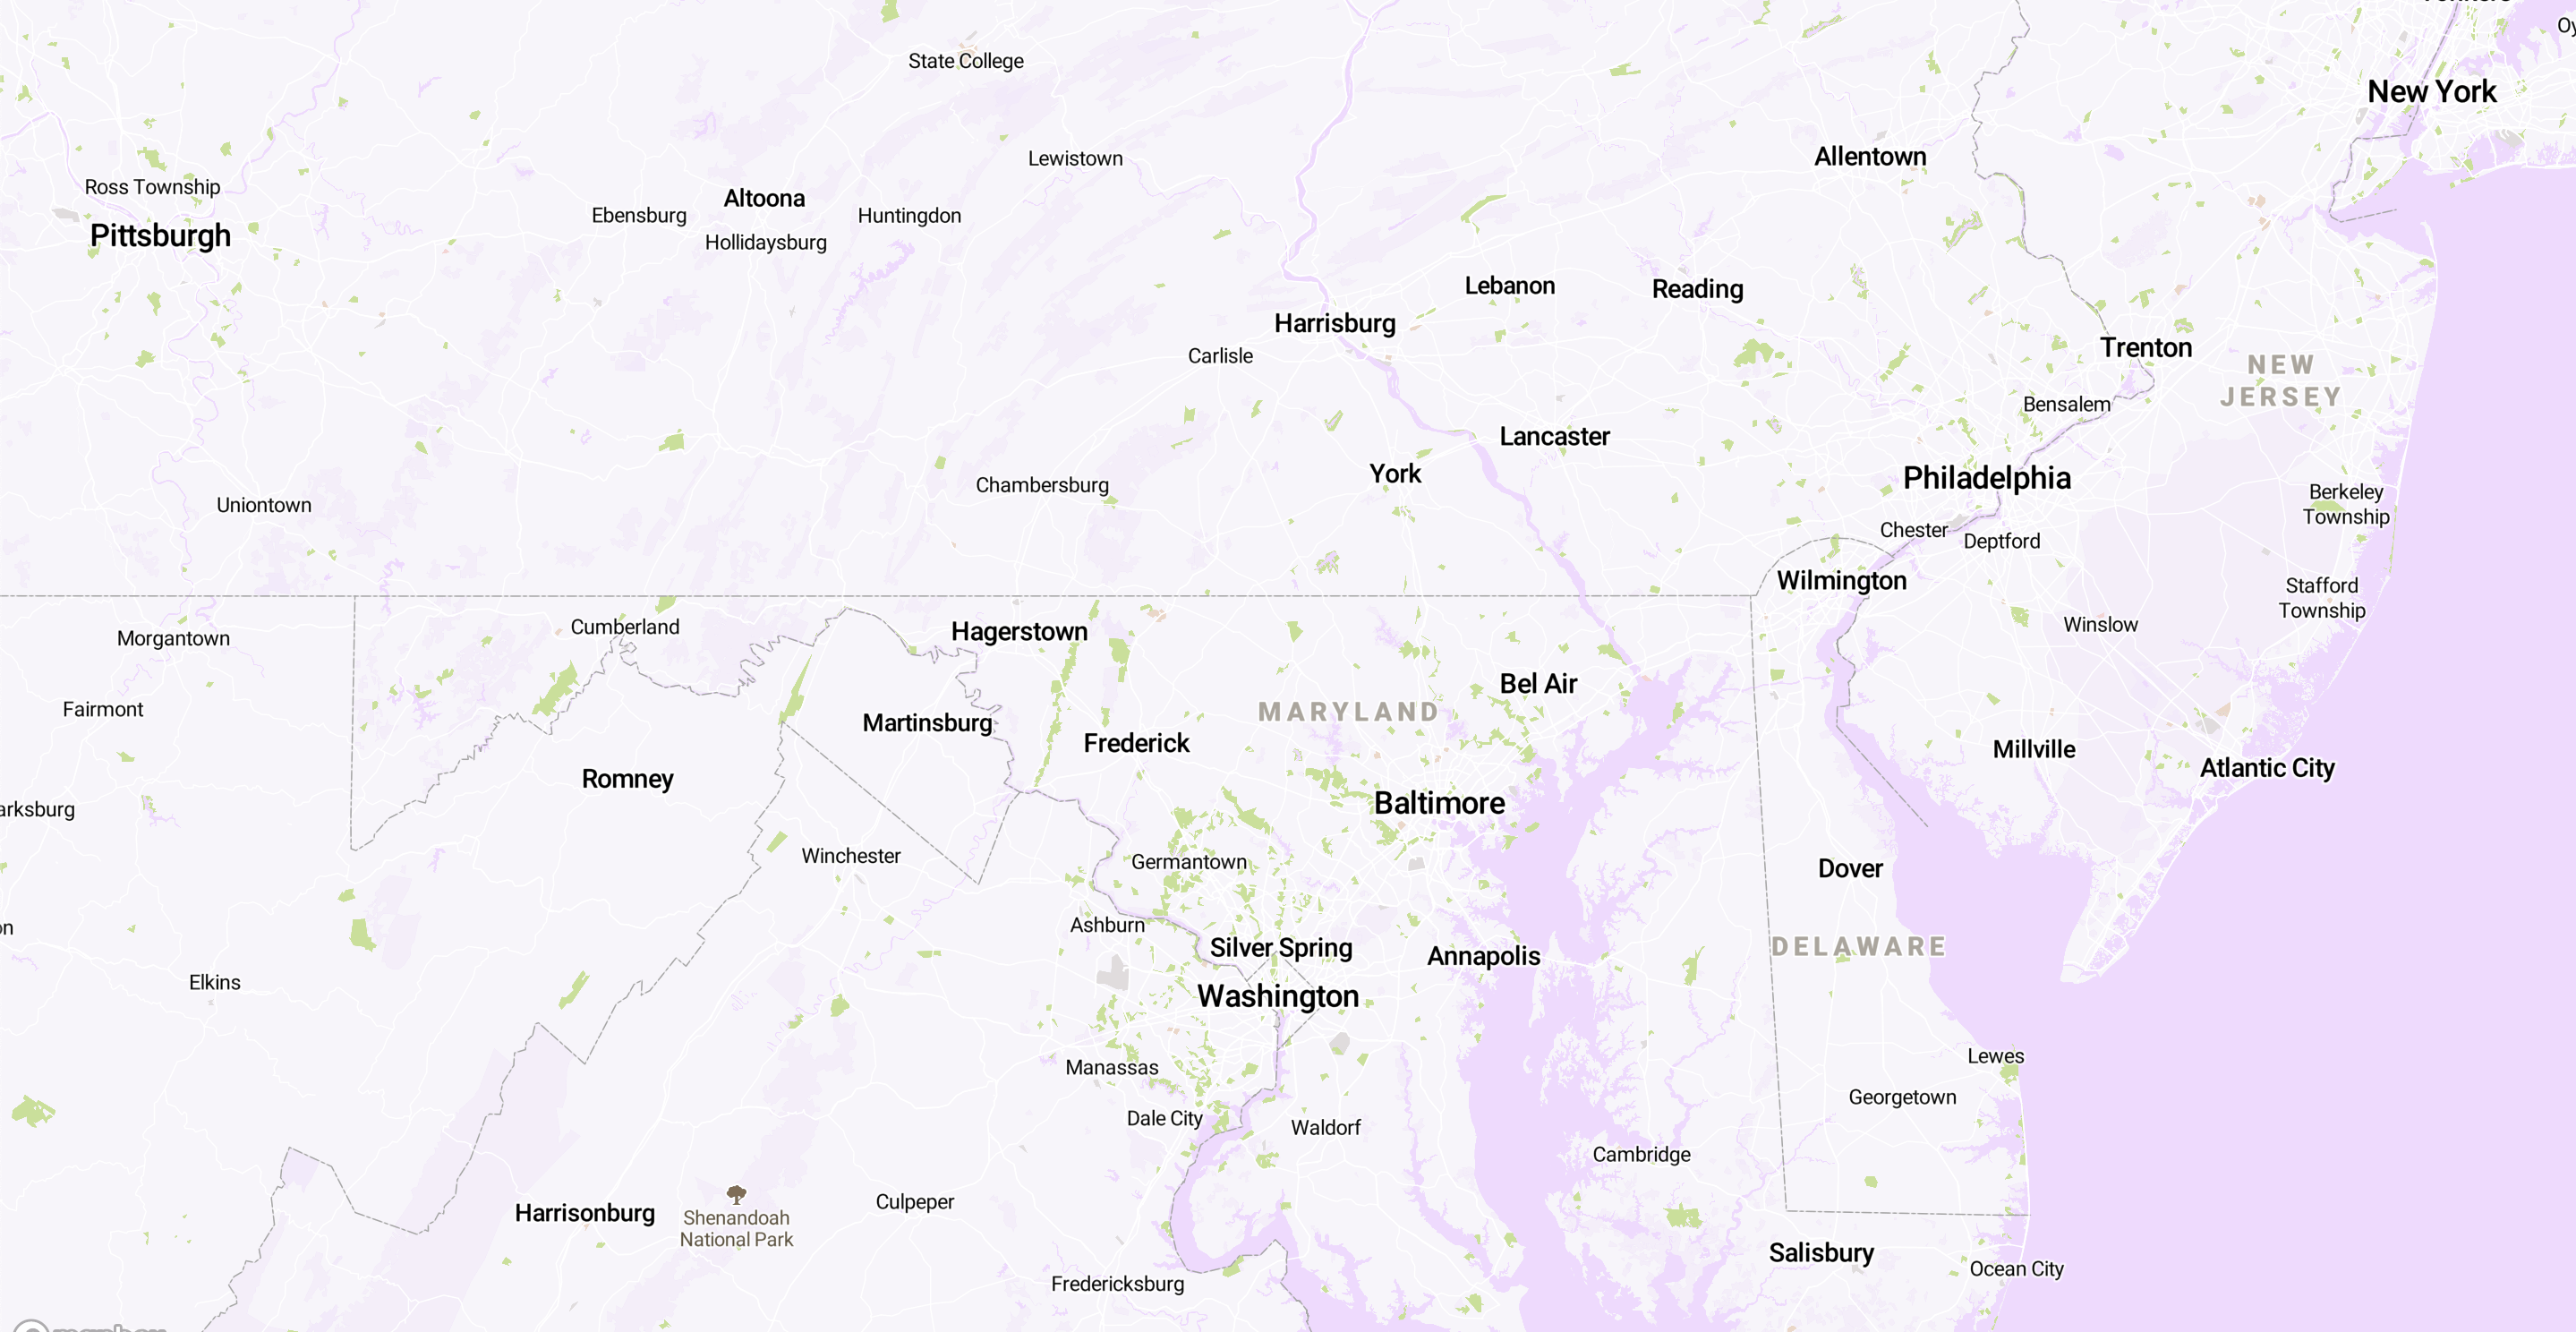 State College
New York
Lewistown
Allentown
Ross Township
Altoona
Ebensburg
Huntingdon
Pittsburgh
Hollidaysburg
Lebanon
Reading
Harrisburg
Trenton
Carlisle
NEW
JERSEY
Bensalem
Lancaster
York
Philadelphia
Chambersburg
Berkeley
Township
Uniontown
Chester
Deptford
Wilmington
Stafford
Township
Cumberland
Hagerstown
Winslow
Morgantown
Bel Air
Fairmont
MARYLAND
Martinsburg
Frederick
Millville
Atlantic City
Romney
Baltimore
arksburg
Winchester
Germantown
Dover
Ashburn
on
Silver Spring
DELAWARE
Annapolis
Elkins
Washington
Lewes
Manassas
Georgetown
Dale City
Waldorf
Cambridge
Culpeper
Harrisonburg
Shenandoah
National Park
Salisbury
Ocean City
Fredericksburg